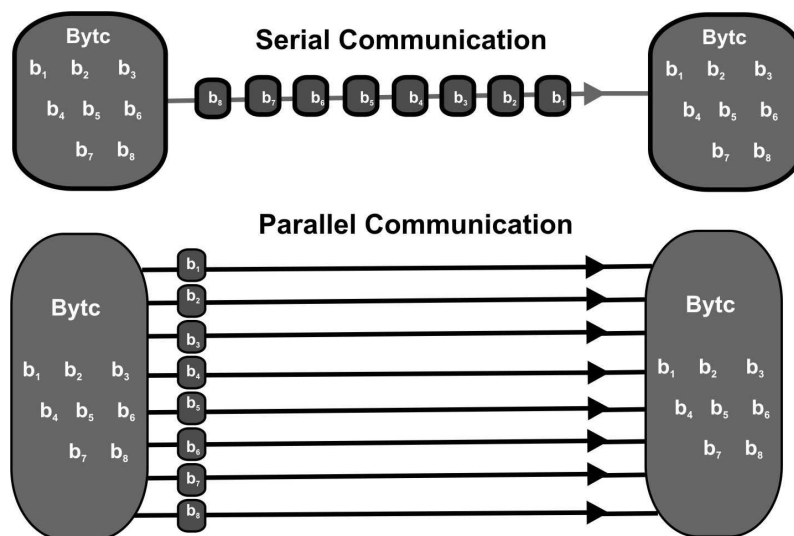 Serial Communication
Bytc
b₁ b₂ b₃
b₄ b₅ b₆
b₇ b₈
b₈ b₇ b₆ b₅ b₄ b₃ b₂ b₁
Bytc
b₁ b₂ b₃
b₄ b₅ b₆
b₇ b₈
Parallel Communication
Bytc
b₁ b₂ b₃
b₄ b₅ b₆
b₇ b₈
b₁
b₂
b₃
b₄
b₅
b₆
b₇
b₈
Bytc
b₁ b₂ b₃
b₄ b₅ b₆
b₇ b₈